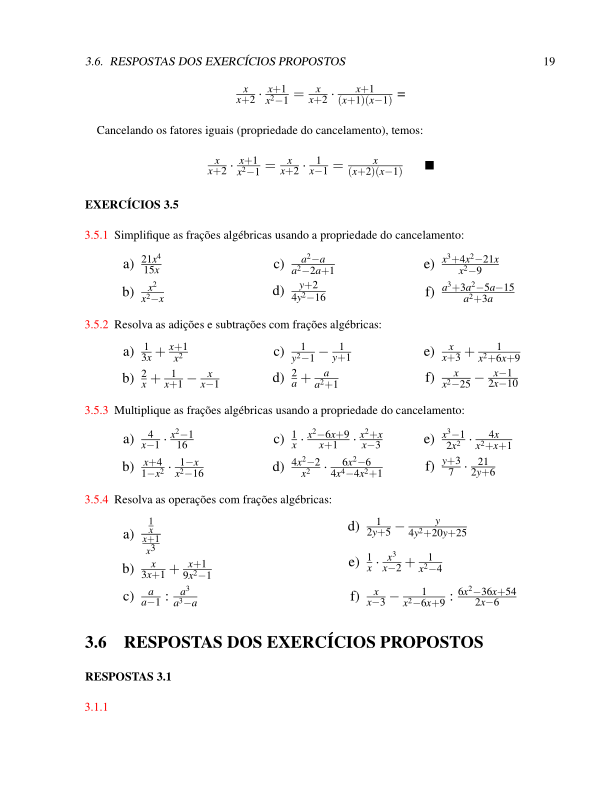 3.6. RESPOSTAS DOS EXERCÍCIOS PROPOSTOS 19
$\frac{x}{x+2} \cdot \frac{x+1}{x^2-1} = \frac{x}{x+2} \cdot \frac{x+1}{(x+1)(x-1)} =$
Cancelando os fatores iguais (propriedade do cancelamento), temos:
$\frac{x}{x+2} \cdot \frac{x+1}{x^2-1} = \frac{x}{x+2} \cdot \frac{1}{x-1} = \frac{x}{(x+2)(x-1)}$ ■
EXERCÍCIOS 3.5
3.5.1 Simplifique as frações algébricas usando a propriedade do cancelamento:
a) $\frac{21x^4}{15x}$ c) $\frac{a^2-a}{a^2-2a+1}$ e) $\frac{x^3+4x^2-21x}{x^2-9}$
b) $\frac{x^2}{x^2-x}$ d) $\frac{y+2}{4y^2-16}$ f) $\frac{a^3+3a^2-5a-15}{a^2+3a}$
3.5.2 Resolva as adições e subtrações com frações algébricas:
a) $\frac{1}{3x} + \frac{x+1}{x^2}$ c) $\frac{1}{y^2-1} - \frac{1}{y+1}$ e) $\frac{x}{x+3} + \frac{1}{x^2+6x+9}$
b) $\frac{2}{x} + \frac{1}{x+1} - \frac{x}{x-1}$ d) $\frac{2}{a} + \frac{a}{a^2+1}$ f) $\frac{x}{x^2-25} - \frac{x-1}{2x-10}$
3.5.3 Multiplique as frações algébricas usando a propriedade do cancelamento:
a) $\frac{4}{x-1} \cdot \frac{x^2-1}{16}$ c) $\frac{1}{x} \cdot \frac{x^2-6x+9}{x+1} \cdot \frac{x^2+x}{x-3}$ e) $\frac{x^3-1}{2x^2} \cdot \frac{4x}{x^2+x+1}$
b) $\frac{x+4}{1-x^2} \cdot \frac{1-x}{x^2-16}$ d) $\frac{4x^2-2}{x^2} \cdot \frac{6x^2-6}{4x^4-4x^2+1}$ f) $\frac{y+3}{7} \cdot \frac{21}{2y+6}$
3.5.4 Resolva as operações com frações algébricas:
a) $\frac{\frac{1}{x}}{\frac{x+1}{x^3}}$ d) $\frac{1}{2y+5} - \frac{y}{4y^2+20y+25}$
b) $\frac{x}{3x+1} + \frac{x+1}{9x^2-1}$ e) $\frac{1}{x} \cdot \frac{x^3}{x-2} + \frac{1}{x^2-4}$
c) $\frac{a}{a-1} : \frac{a^3}{a^3-a}$ f) $\frac{x}{x-3} - \frac{1}{x^2-6x+9} : \frac{6x^2-36x+54}{2x-6}$
3.6 RESPOSTAS DOS EXERCÍCIOS PROPOSTOS
RESPOSTAS 3.1
3.1.1